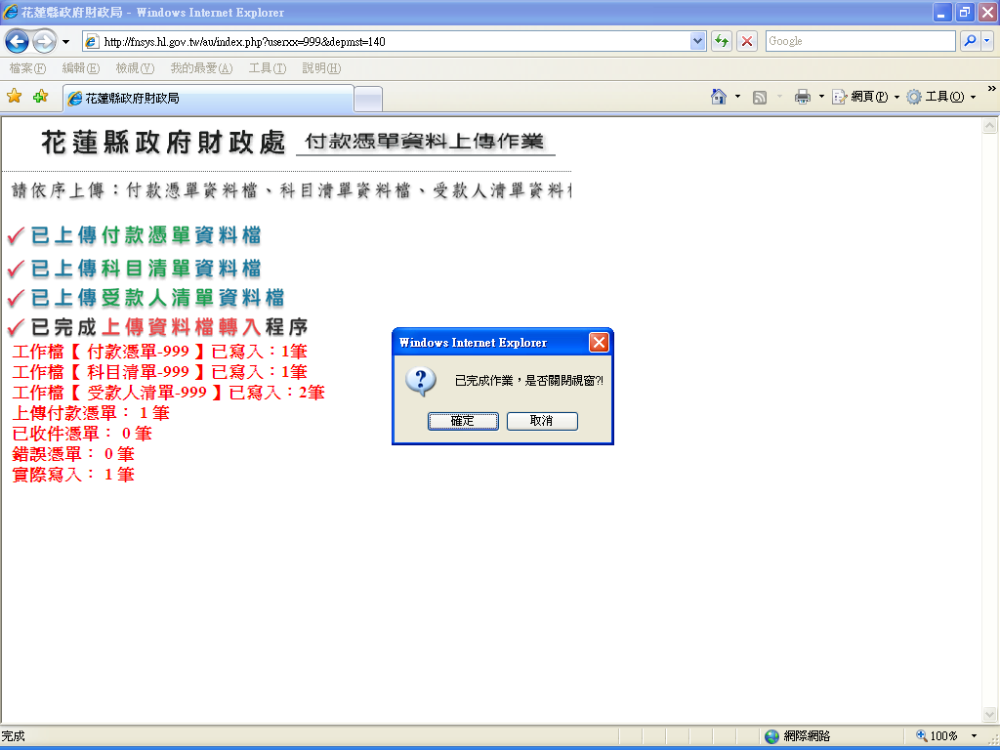 花蓮縣政府財政局 - Windows Internet Explorer
http://fnsys.hl.gov.tw/au/index.php?userxx=999&depmst=140
Google
檔案(F) 編輯(E) 檢視(V) 我的最愛(A) 工具(T) 說明(H)
花蓮縣政府財政局
網頁(P) 工具(O)
花蓮縣政府財政處 付款憑單資料上傳作業
請依序上傳：付款憑單資料檔、科目清單資料檔、受款人清單資料
已上傳付款憑單資料檔
已上傳科目清單資料檔
已上傳受款人清單資料檔
已完成上傳資料檔轉入程序
工作檔【 付款憑單-999 】已寫入：1筆
工作檔【 科目清單-999 】已寫入：1筆
工作檔【 受款人清單-999 】已寫入：2筆
上傳付款憑單： 1 筆
已收件憑單： 0 筆
錯誤憑單： 0 筆
實際寫入： 1 筆
Windows Internet Explorer
已完成作業，是否關閉視窗?!
確定 取消
完成 網際網路 100%